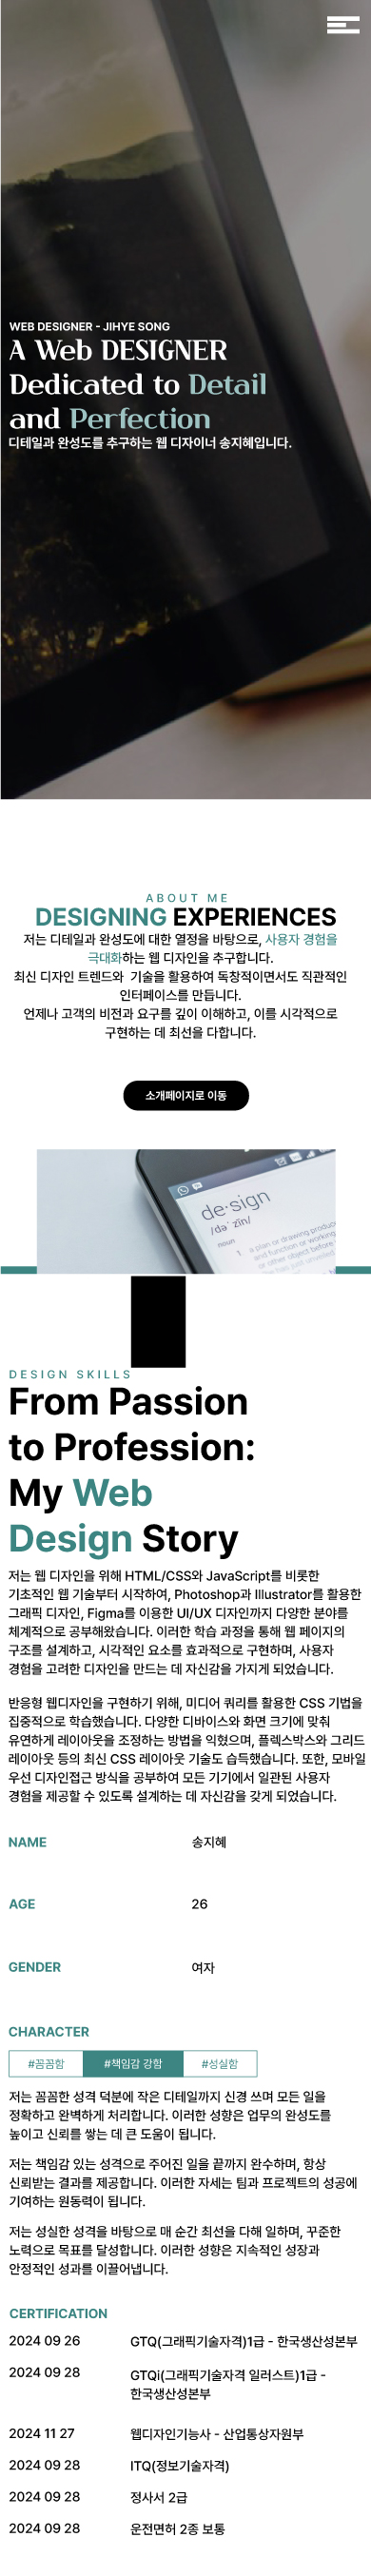 WEB DESIGNER - JIHYE SONG
A Web DESIGNER
Dedicated to Detail
and Perfection
디테일과 완성도를 추구하는 웹 디자이너 송지혜입니다.
ABOUT ME
DESIGNING EXPERIENCES
저는 디테일과 완성도에 대한 열정을 바탕으로, 사용자 경험을
극대화하는 웹 디자인을 추구합니다.
최신 디자인 트렌드와 기술을 활용하여 독창적이면서도 직관적인
인터페이스를 만듭니다.
언제나 고객의 비전과 요구를 깊이 이해하고, 이를 시각적으로
구현하는 데 최선을 다합니다.
소개페이지로 이동
de·sign
/dəˈzīn/
noun
1 a plan or drawing produc
and function or working
or other object before
DESIGN SKILLS
From Passion
to Profession:
My Web
Design Story
저는 웹 디자인을 위해 HTML/CSS와 JavaScript를 비롯한
기초적인 웹 기술부터 시작하여, Photoshop과 Illustrator를 활용한
그래픽 디자인, Figma를 이용한 UI/UX 디자인까지 다양한 분야를
체계적으로 공부해왔습니다. 이러한 학습 과정을 통해 웹 페이지의
구조를 설계하고, 시각적인 요소를 효과적으로 구현하며, 사용자
경험을 고려한 디자인을 만드는 데 자신감을 가지게 되었습니다.
반응형 웹디자인을 구현하기 위해, 미디어 쿼리를 활용한 CSS 기법을
집중적으로 학습했습니다. 다양한 디바이스와 화면 크기에 맞춰
유연하게 레이아웃을 조정하는 방법을 익혔으며, 플렉스박스와 그리드
레이아웃 등의 최신 CSS 레이아웃 기술도 습득했습니다. 또한, 모바일
우선 디자인접근 방식을 공부하여 모든 기기에서 일관된 사용자
경험을 제공할 수 있도록 설계하는 데 자신감을 갖게 되었습니다.
NAME 송지혜
AGE 26
GENDER 여자
CHARACTER
#꼼꼼함 #책임감 강함 #성실함
저는 꼼꼼한 성격 덕분에 작은 디테일까지 신경 쓰며 모든 일을
정확하고 완벽하게 처리합니다. 이러한 성향은 업무의 완성도를
높이고 신뢰를 쌓는 데 큰 도움이 됩니다.
저는 책임감 있는 성격으로 주어진 일을 끝까지 완수하며, 항상
신뢰받는 결과를 제공합니다. 이러한 자세는 팀과 프로젝트의 성공에
기여하는 원동력이 됩니다.
저는 성실한 성격을 바탕으로 매 순간 최선을 다해 일하며, 꾸준한
노력으로 목표를 달성합니다. 이러한 성향은 지속적인 성장과
안정적인 성과를 이끌어냅니다.
CERTIFICATION
2024 09 26 GTQ(그래픽기술자격)1급 - 한국생산성본부
2024 09 28 GTQi(그래픽기술자격 일러스트)1급 -
한국생산성본부
2024 11 27 웹디자인기능사 - 산업통상자원부
2024 09 28 ITQ(정보기술자격)
2024 09 28 정사서 2급
2024 09 28 운전면허 2종 보통